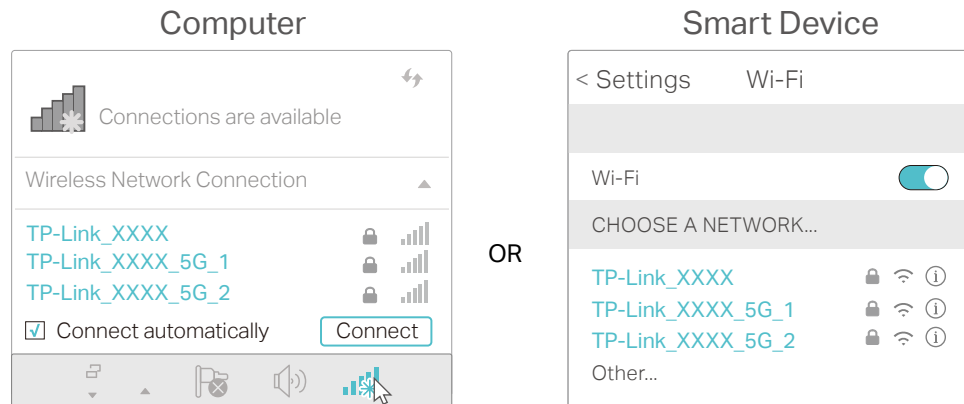 Computer
Connections are available
Wireless Network Connection
TP-Link_XXXX
TP-Link_XXXX_5G_1
TP-Link_XXXX_5G_2
Connect automatically
Connect
OR
Smart Device
< Settings Wi-Fi
Wi-Fi
CHOOSE A NETWORK...
TP-Link_XXXX
TP-Link_XXXX_5G_1
TP-Link_XXXX_5G_2
Other...